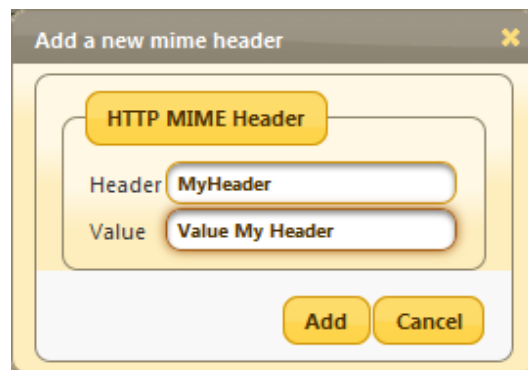 Add a new mime header
HTTP MIME Header
Header MyHeader
Value Value My Header
Add Cancel